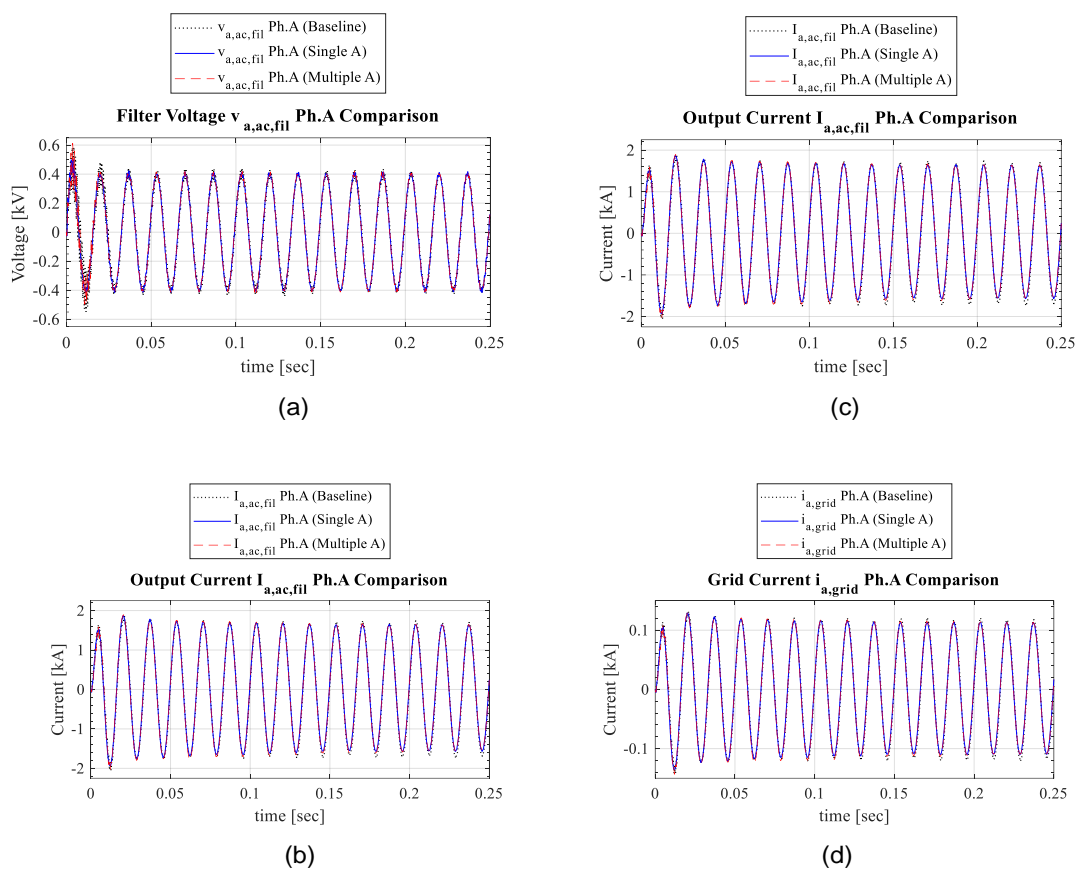 v a,ac,fil Ph.A (Baseline)
v a,ac,fil Ph.A (Single A)
v a,ac,fil Ph.A (Multiple A)
Filter Voltage v a,ac,fil Ph.A Comparison
Voltage [kV]
0.6
0.4
0.2
0
-0.2
-0.4
-0.6
0 0.05 0.1 0.15 0.2 0.25
time [sec]
(a)
I a,ac,fil Ph.A (Baseline)
I a,ac,fil Ph.A (Single A)
I a,ac,fil Ph.A (Multiple A)
Output Current I a,ac,fil Ph.A Comparison
Current [kA]
2
1
0
-1
-2
0 0.05 0.1 0.15 0.2 0.25
time [sec]
(c)
I a,ac,fil Ph.A (Baseline)
I a,ac,fil Ph.A (Single A)
I a,ac,fil Ph.A (Multiple A)
Output Current I a,ac,fil Ph.A Comparison
Current [kA]
2
1
0
-1
-2
0 0.05 0.1 0.15 0.2 0.25
time [sec]
(b)
i a,grid Ph.A (Baseline)
i a,grid Ph.A (Single A)
i a,grid Ph.A (Multiple A)
Grid Current i a,grid Ph.A Comparison
Current [kA]
0.1
0
-0.1
0 0.05 0.1 0.15 0.2 0.25
time [sec]
(d)